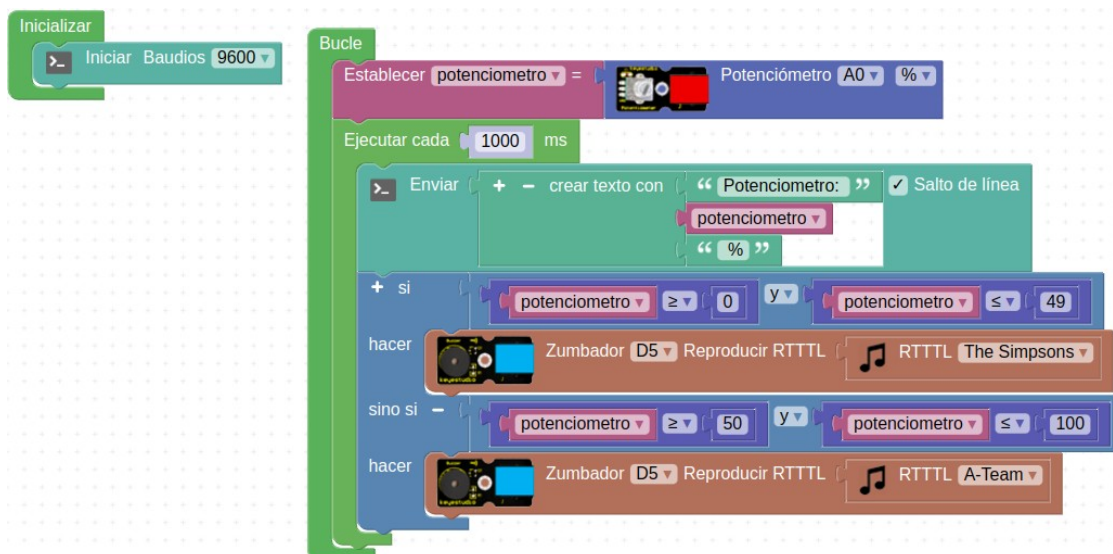 Inicializar
Iniciar Baudios 9600
Bucle
Establecer potenciometro = Potenciómetro A0 %
Ejecutar cada 1000 ms
Enviar + - crear texto con “ Potenciometro: ” ✓ Salto de línea
potenciometro
“ % ”
+ si potenciometro ≥ 0 y potenciometro ≤ 49
hacer Zumbador D5 Reproducir RTTTL RTTTL The Simpsons
sino si - potenciometro ≥ 50 y potenciometro ≤ 100
hacer Zumbador D5 Reproducir RTTTL RTTTL A-Team